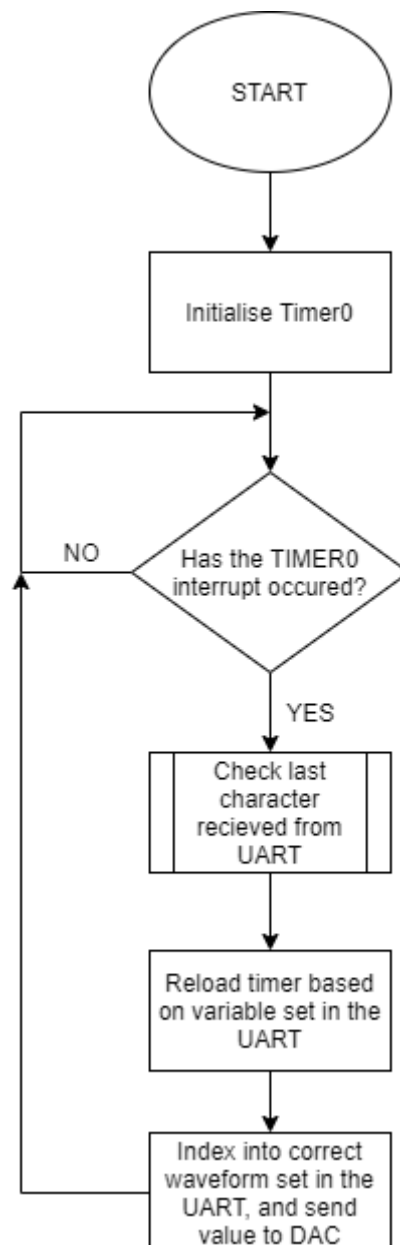 START
Initialise Timer0
NO
Has the TIMER0
interrupt occured?
YES
Check last
character
recieved from
UART
Reload timer based
on variable set in the
UART
Index into correct
waveform set in the
UART, and send
value to DAC